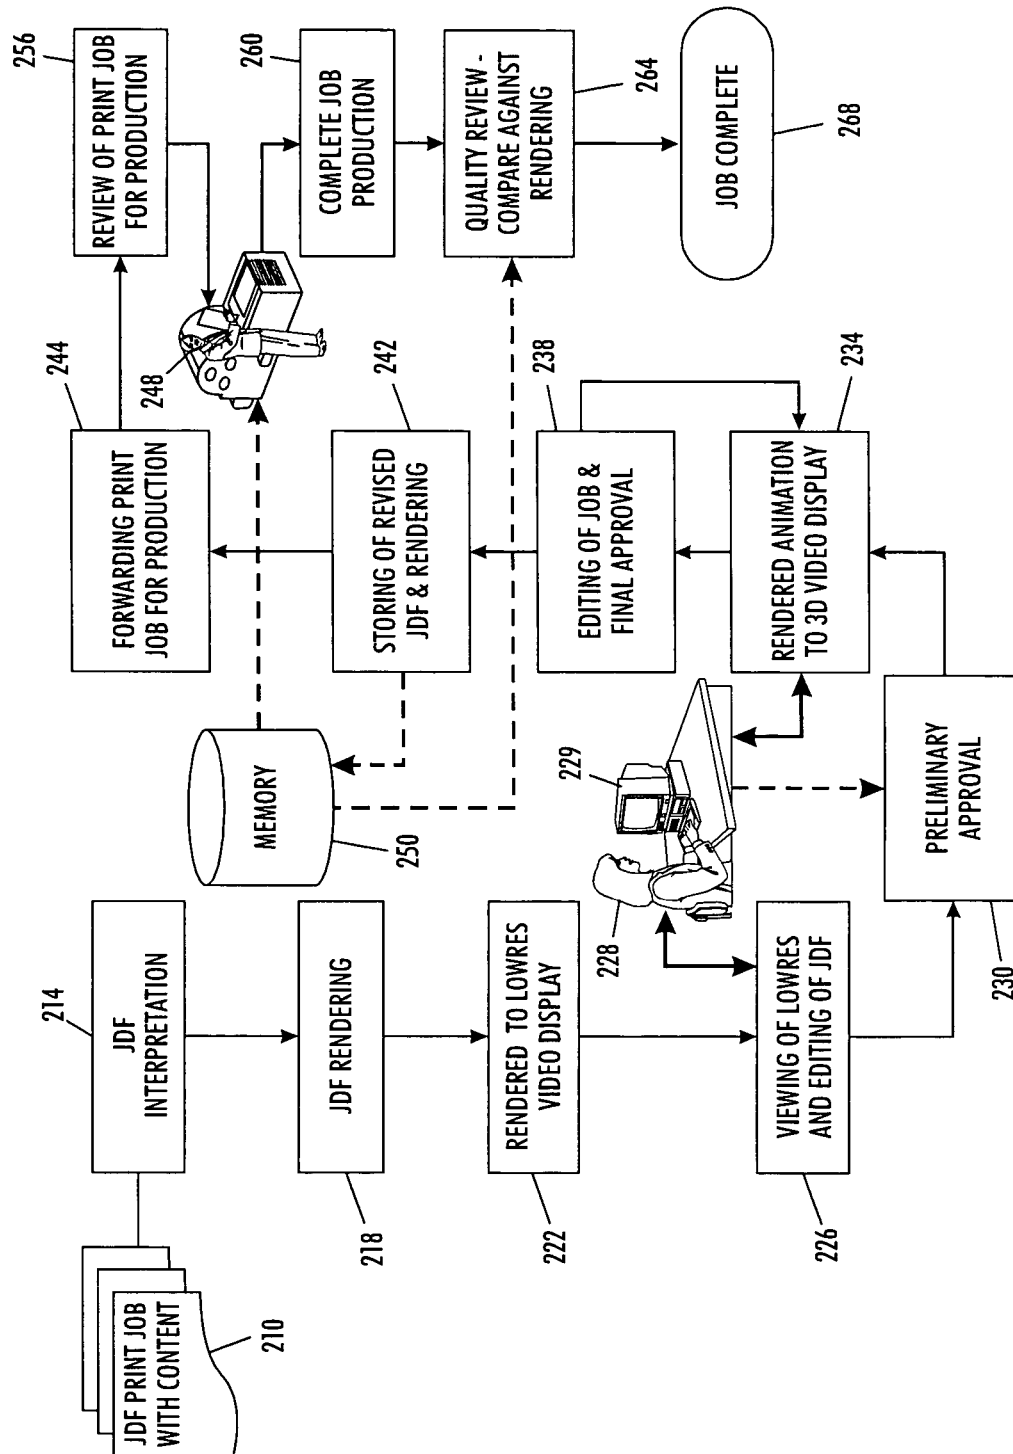 JDF PRINT JOB
WITH CONTENT
210
214
JDF
INTERPRETATION
JDF RENDERING
218
RENDERED TO LOWRES
VIDEO DISPLAY
222
VIEWING OF LOWRES
AND EDITING OF JDF
226
228
229
PRELIMINARY
APPROVAL
230
RENDERED ANIMATION
TO 3D VIDEO DISPLAY
234
EDITING OF JOB &
FINAL APPROVAL
238
STORING OF REVISED
JDF & RENDERING
242
MEMORY
250
FORWARDING PRINT
JOB FOR PRODUCTION
244
248
REVIEW OF PRINT JOB
FOR PRODUCTION
256
COMPLETE JOB
PRODUCTION
260
QUALITY REVIEW -
COMPARE AGAINST
RENDERING
264
JOB COMPLETE
268